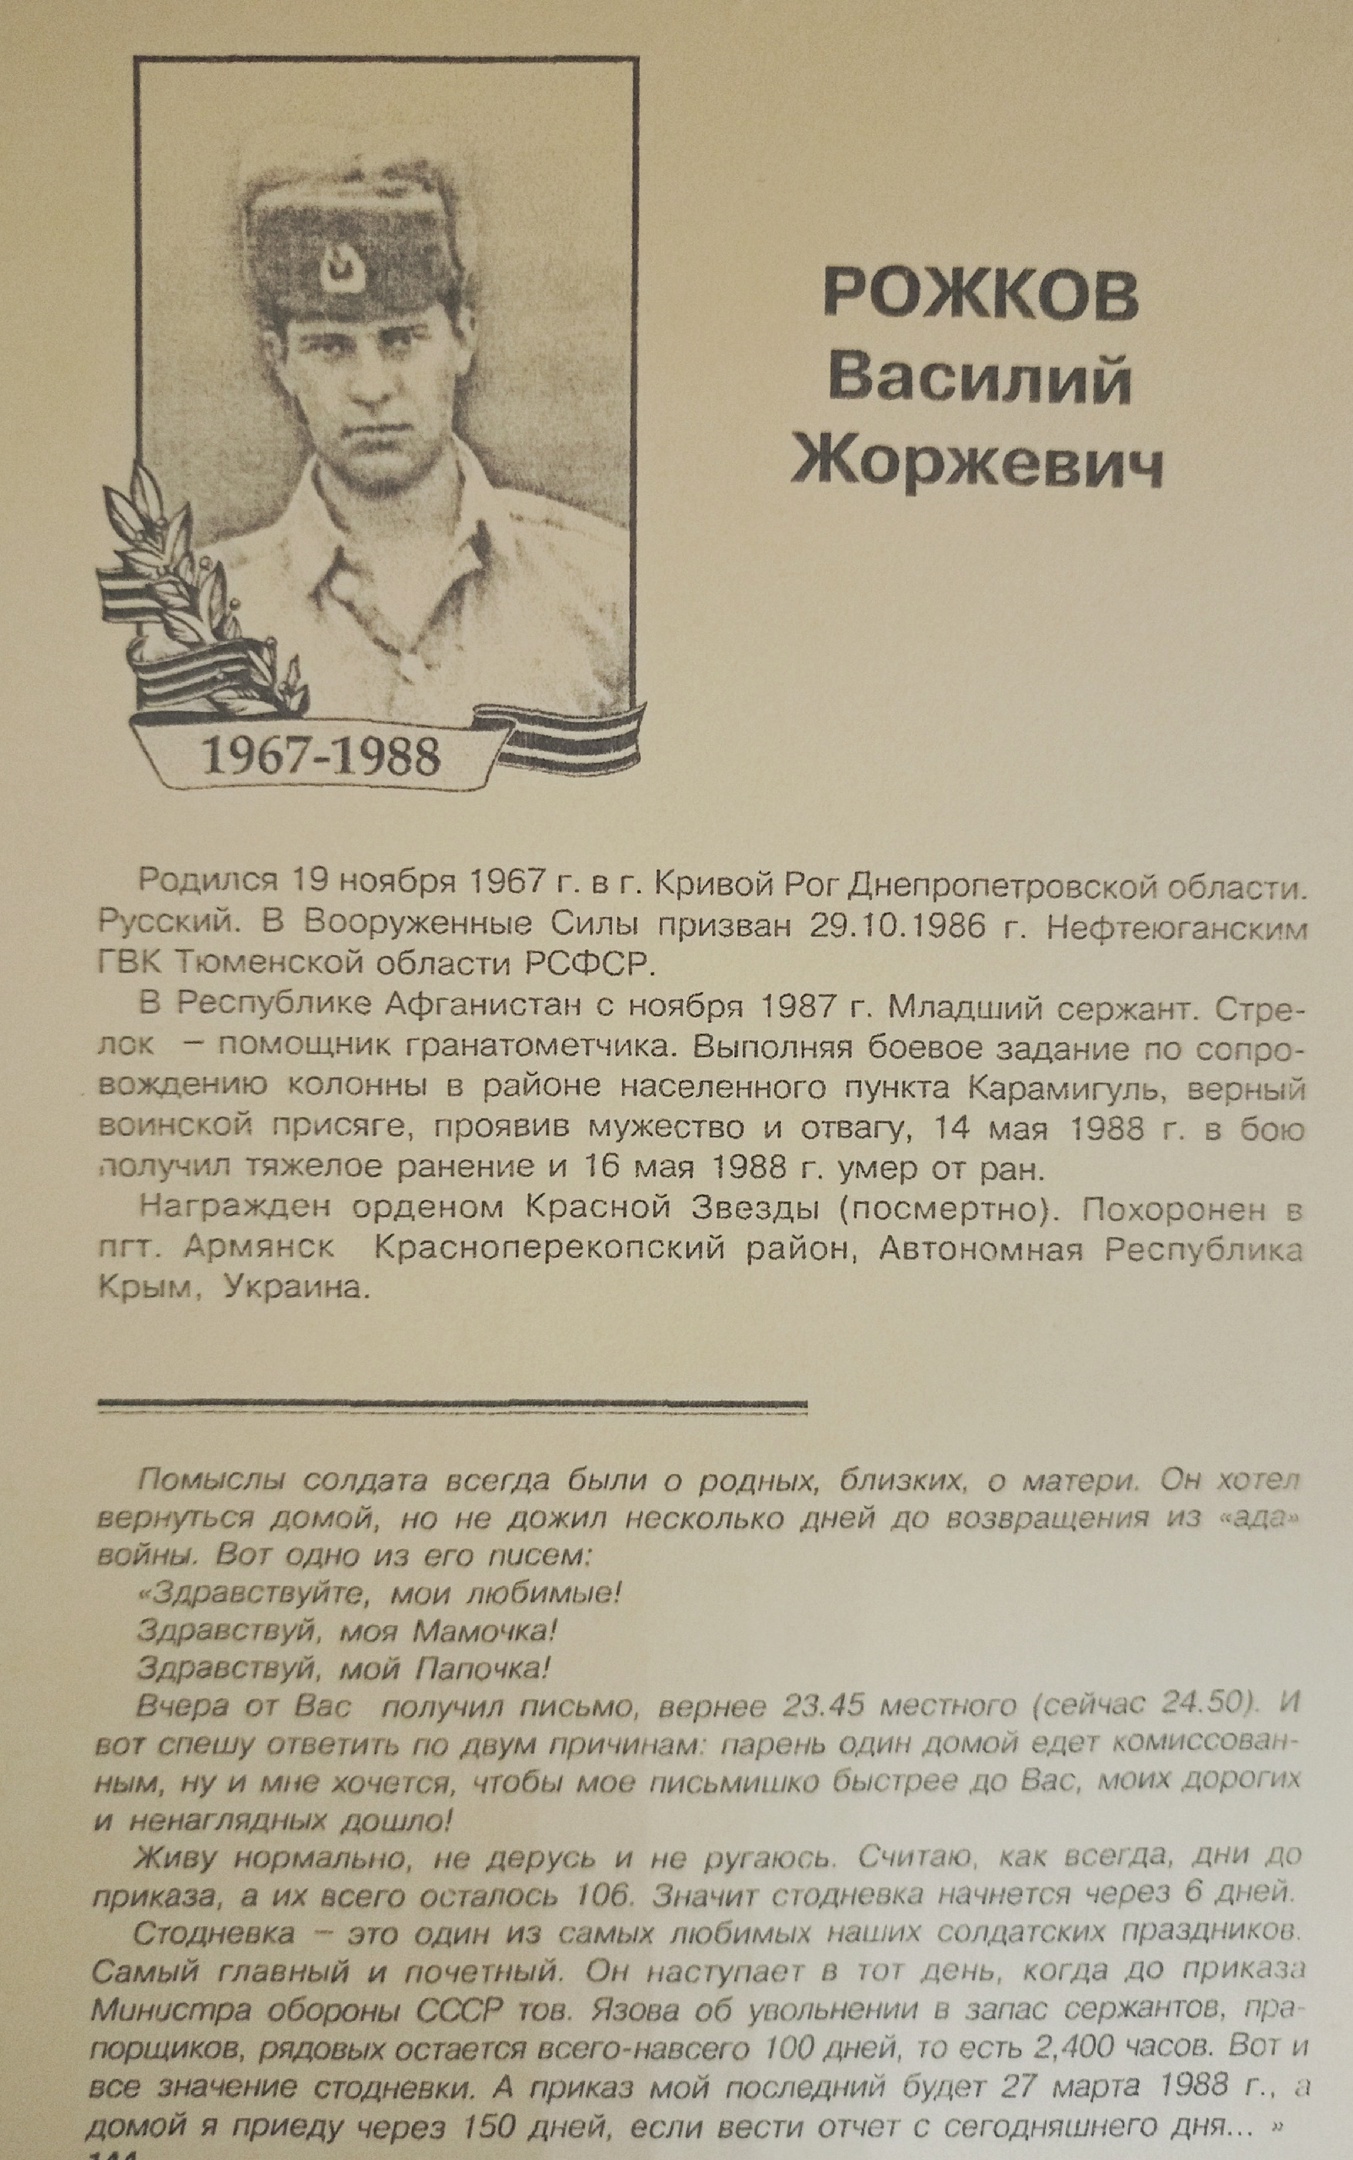 РОЖКОВ
Василий
Жоржевич
1967-1988
Родился 19 ноября 1967 г. в г. Кривой Рог Днепропетровской области.
Русский. В Вооруженные Силы призван 29.10.1986 г. Нефтеюганским
ГВК Тюменской области РСФСР.
В Республике Афганистан с ноября 1987 г. Младший сержант. Стре-
лок – помощник гранатометчика. Выполняя боевое задание по сопро-
вождению колонны в районе населенного пункта Карамигуль, верный
воинской присяге, проявив мужество и отвагу, 14 мая 1988 г. в бою
получил тяжелое ранение и 16 мая 1988 г. умер от ран.
Награжден орденом Красной Звезды (посмертно). Похоронен в
пгт. Армянск Красноперекопский район, Автономная Республика
Крым, Украина.
Помыслы солдата всегда были о родных, близких, о матери. Он хотел
вернуться домой, но не дожил несколько дней до возвращения из «ада»
войны. Вот одно из его писем:
«Здравствуйте, мои любимые!
Здравствуй, моя Мамочка!
Здравствуй, мой Папочка!
Вчера от Вас получил письмо, вернее 23.45 местного (сейчас 24.50). И
вот спешу ответить по двум причинам: парень один домой едет комиссован-
ным, ну и мне хочется, чтобы мое письмишко быстрее до Вас, моих дорогих
и ненаглядных дошло!
Живу нормально, не дерусь и не ругаюсь. Считаю, как всегда, дни до
приказа, а их всего осталось 106. Значит стодневка начнется через 6 дней.
Стодневка – это один из самых любимых наших солдатских праздников.
Самый главный и почетный. Он наступает в тот день, когда до приказа
Министра обороны СССР тов. Язова об увольнении в запас сержантов, пра-
порщиков, рядовых остается всего-навсего 100 дней, то есть 2,400 часов. Вот и
все значение стодневки. А приказ мой последний будет 27 марта 1988 г., а
домой я приеду через 150 дней, если вести отчет с сегодняшнего дня... »